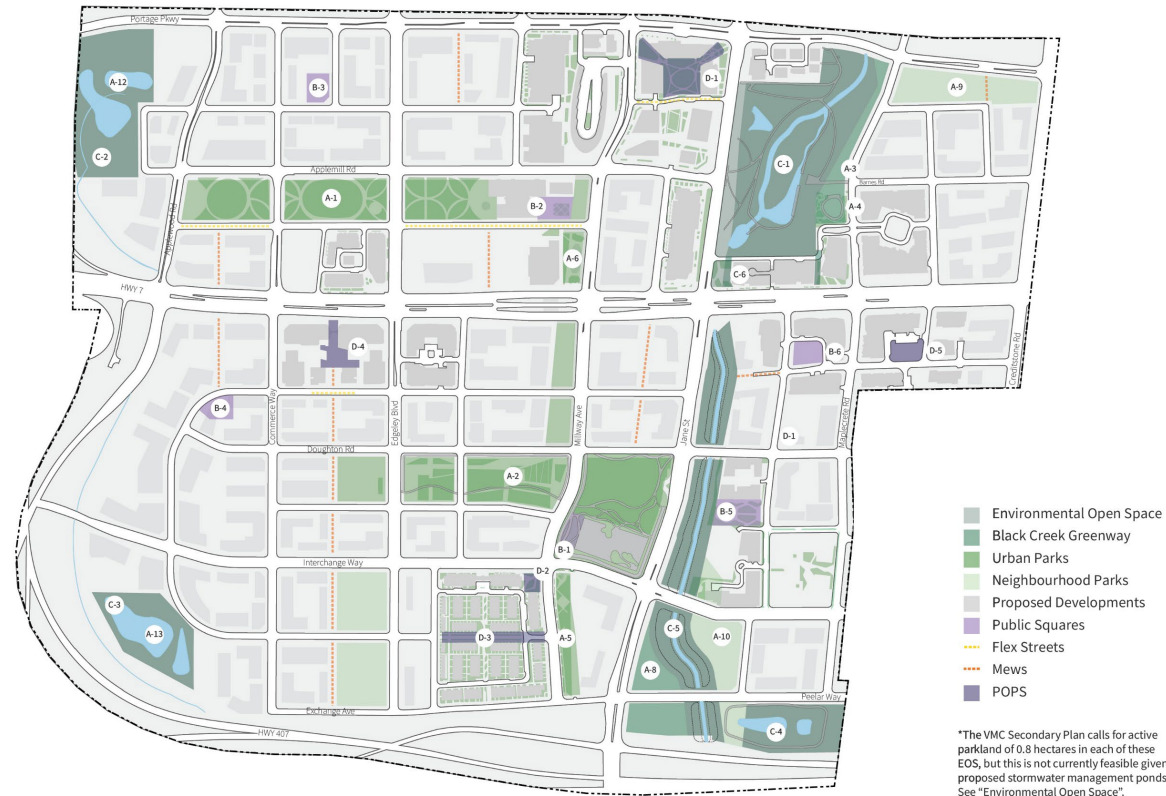 Portage Pkwy
A-12
B-3
D-1
A-9
C-2
C-1
A-3
Barnes Rd
Applemill Rd
A-1
B-2
A-4
Applewood Rd
A-6
C-6
HWY 7
D-4
B-6
D-5
Creditstone Rd
B-4
Commerce Way
Edgeley Blvd
Millway Ave
Jane St
Maplecrete Rd
D-1
Doughton Rd
A-2
B-5
B-1
Interchange Way
D-2
C-3
A-13
D-3
A-5
C-5
A-10
A-8
Peelar Way
Exchange Ave
HWY 407
C-4
Environmental Open Space
Black Creek Greenway
Urban Parks
Neighbourhood Parks
Proposed Developments
Public Squares
Flex Streets
Mews
POPS
*The VMC Secondary Plan calls for active
parkland of 0.8 hectares in each of these
EOS, but this is not currently feasible given
proposed stormwater management ponds.
See “Environmental Open Space”.